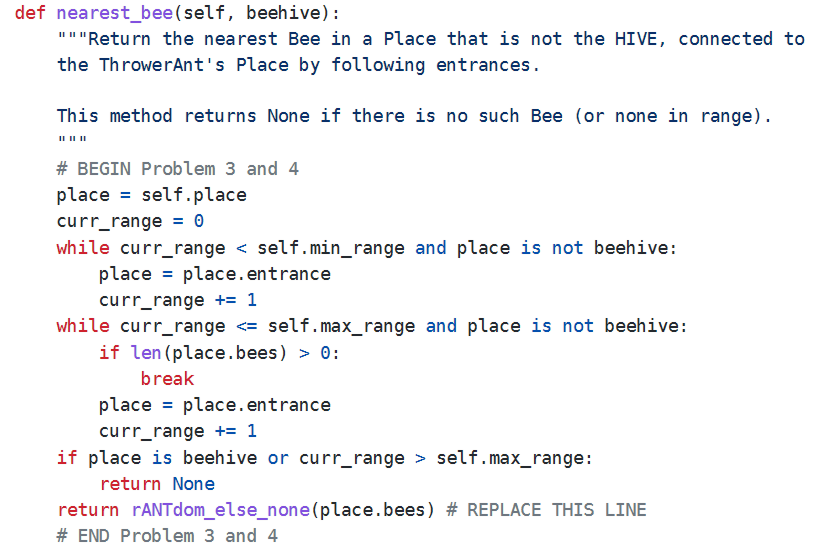 def nearest_bee(self, beehive):
    """Return the nearest Bee in a Place that is not the HIVE, connected to
    the ThrowerAnt's Place by following entrances.

    This method returns None if there is no such Bee (or none in range).
    """
    # BEGIN Problem 3 and 4
    place = self.place
    curr_range = 0
    while curr_range < self.min_range and place is not beehive:
        place = place.entrance
        curr_range += 1
    while curr_range <= self.max_range and place is not beehive:
        if len(place.bees) > 0:
            break
        place = place.entrance
        curr_range += 1
    if place is beehive or curr_range > self.max_range:
        return None
    return rANTdom_else_none(place.bees) # REPLACE THIS LINE
    # END Problem 3 and 4